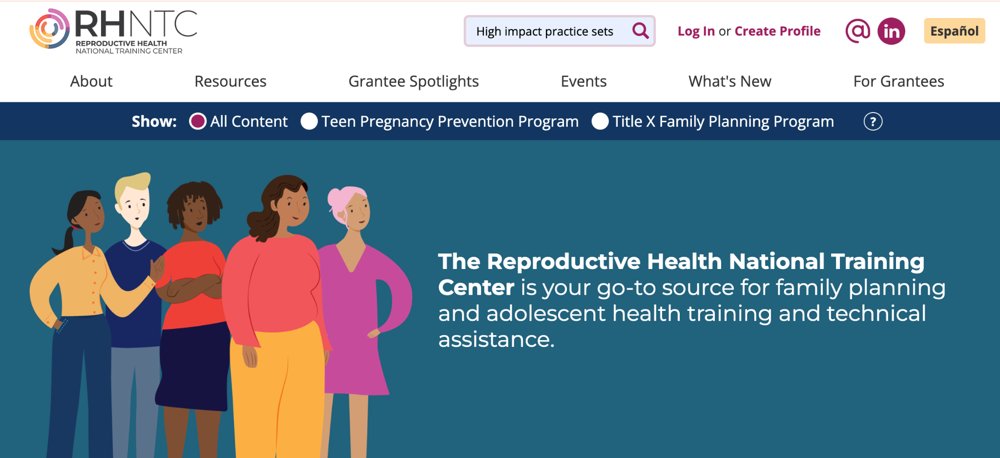 RHNTC
REPRODUCTIVE HEALTH
NATIONAL TRAINING CENTER
High impact practice sets
Log In or Create Profile
@
in
Español
About
Resources
Grantee Spotlights
Events
What's New
For Grantees
Show: All Content Teen Pregnancy Prevention Program Title X Family Planning Program ?
The Reproductive Health National Training
Center is your go-to source for family planning
and adolescent health training and technical
assistance.